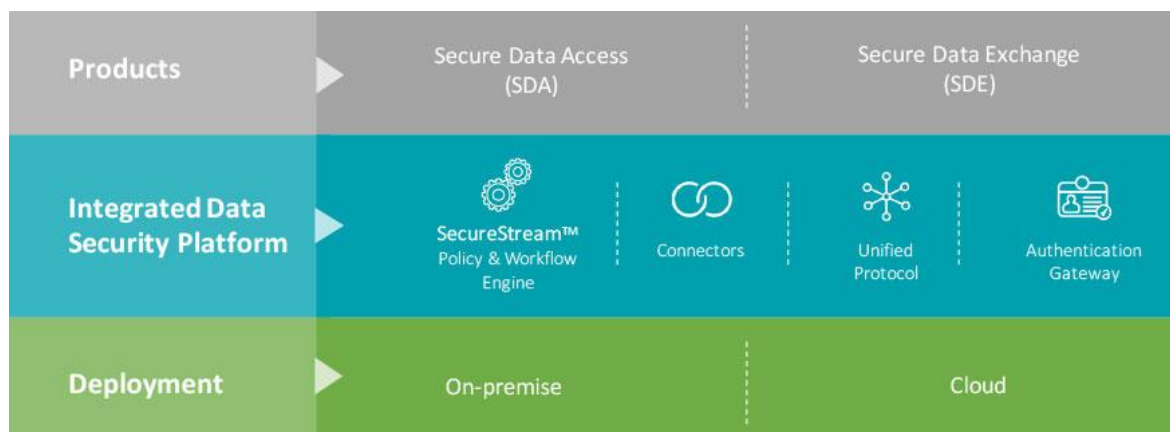 Products
Secure Data Access
(SDA)
Secure Data Exchange
(SDE)
Integrated Data
Security Platform
SecureStream™
Policy & Workflow
Engine
Connectors
Unified
Protocol
Authentication
Gateway
Deployment
On-premise
Cloud